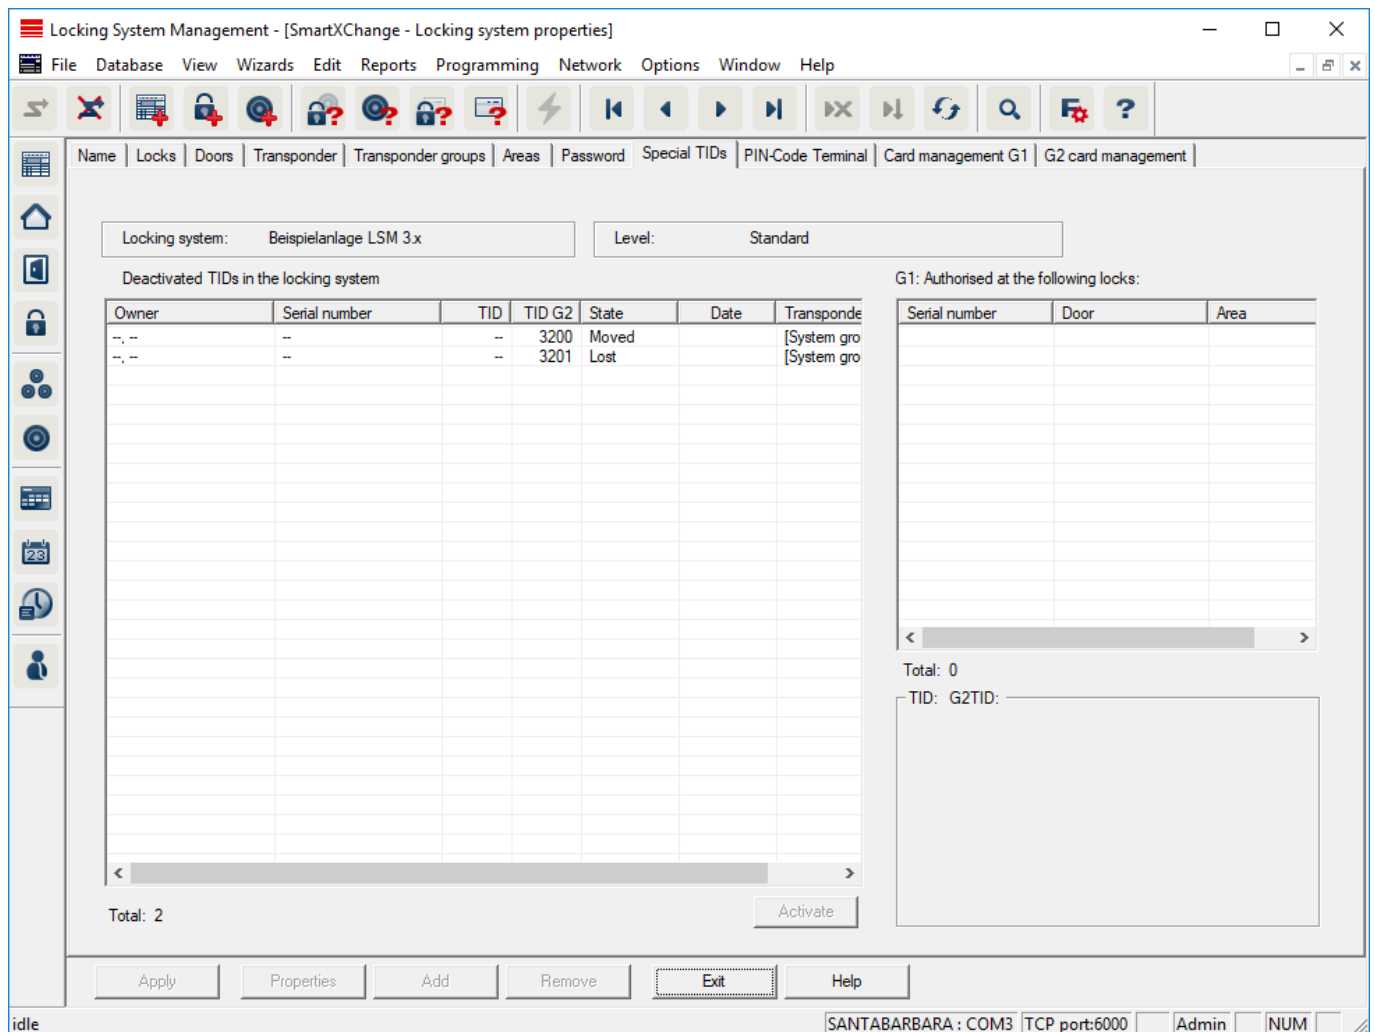 Locking System Management - [SmartXChange - Locking system properties]
File Database View Wizards Edit Reports Programming Network Options Window Help
Name Locks Doors Transponder Transponder groups Areas Password Special TIDs PIN-Code Terminal Card management G1 G2 card management
Locking system: Beispielanlage LSM 3.x Level: Standard
Deactivated TIDs in the locking system G1: Authorised at the following locks:
Owner Serial number TID TID G2 State Date Transponde Serial number Door Area
--, -- -- -- 3200 Moved [System gro
--, -- -- -- 3201 Lost [System gro
23
Total: 0
TID: G2TID:
Total: 2 Activate
Apply Properties Add Remove Exit Help
idle SANTABARBARA : COM3 TCP port:6000 Admin NUM